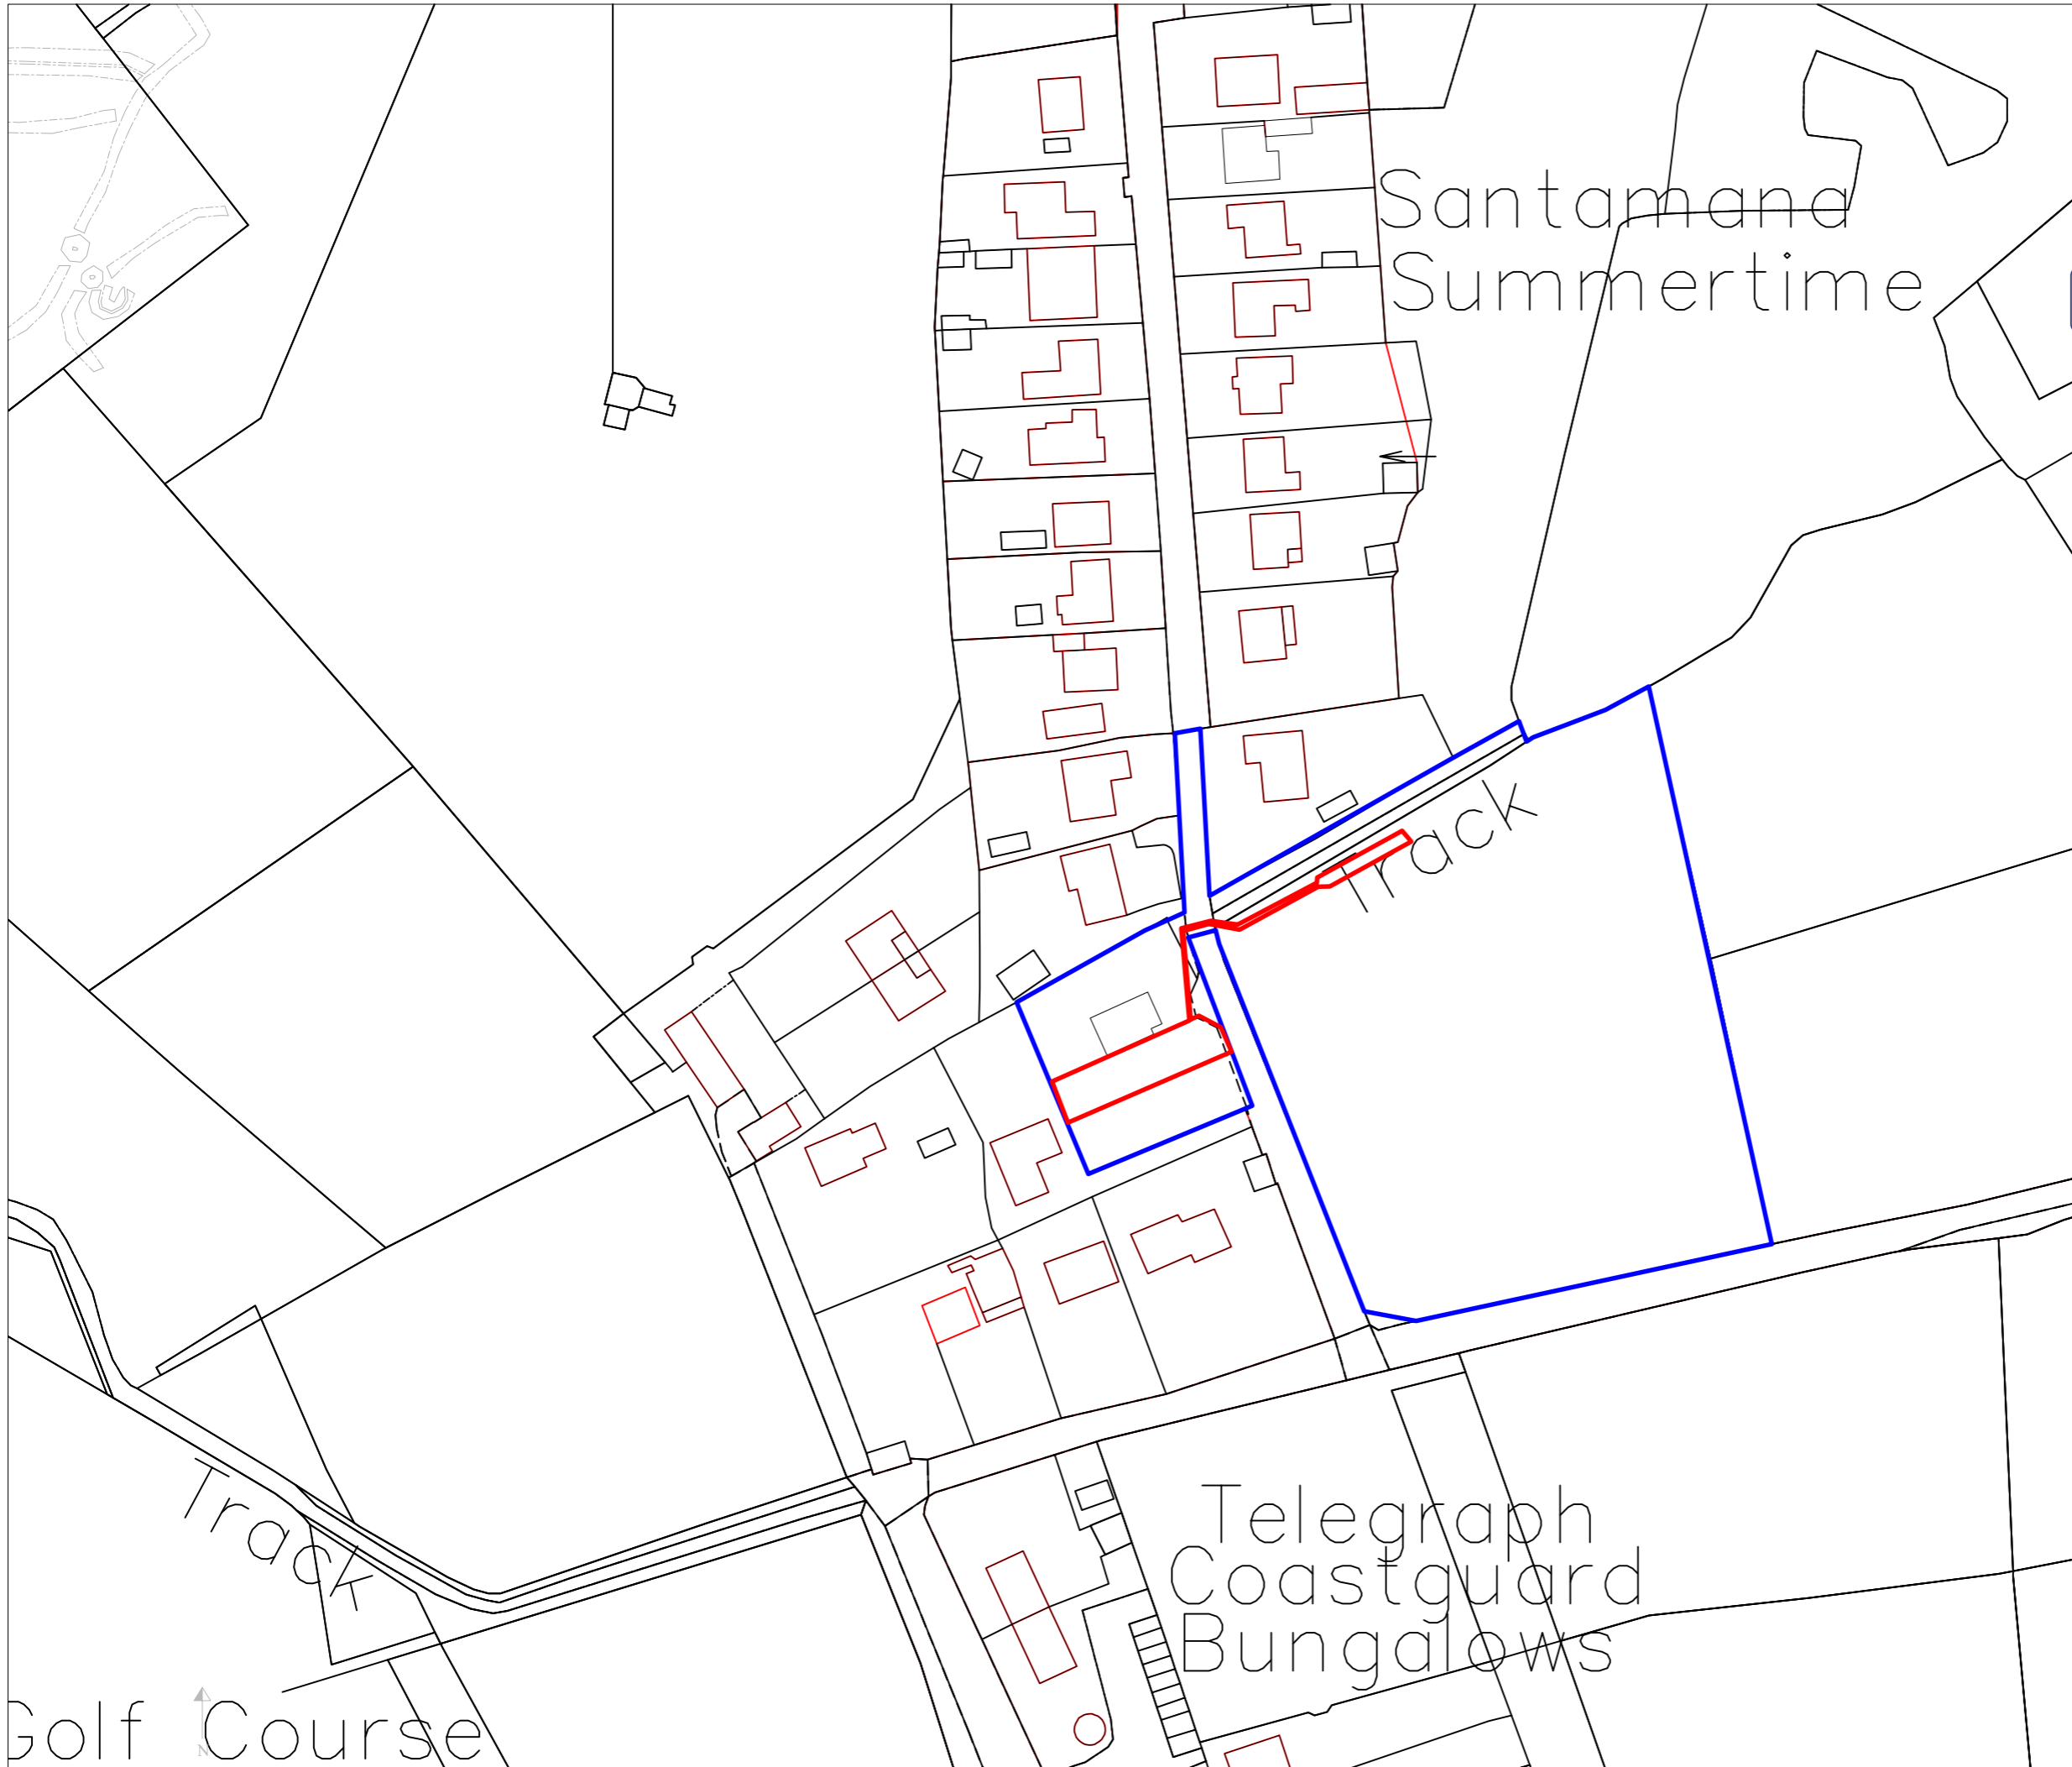 Santamana
Summertime
Track
Track
Telegraph
Coastguard
Bungalows
Golf Course
N